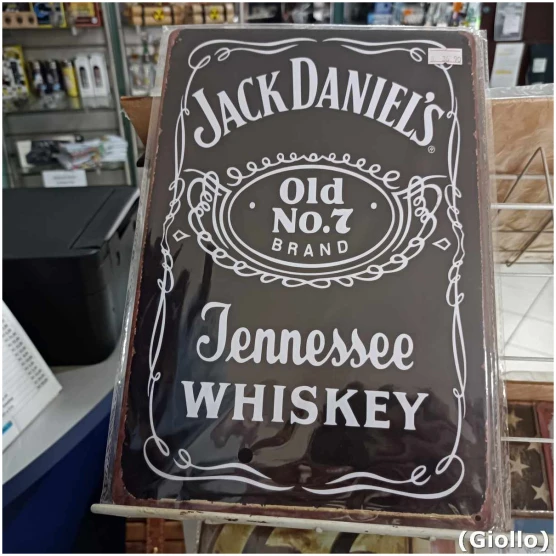 JACK DANIEL'S
®
Old
No.7
BRAND
Tennessee
WHISKEY
(Giollo)